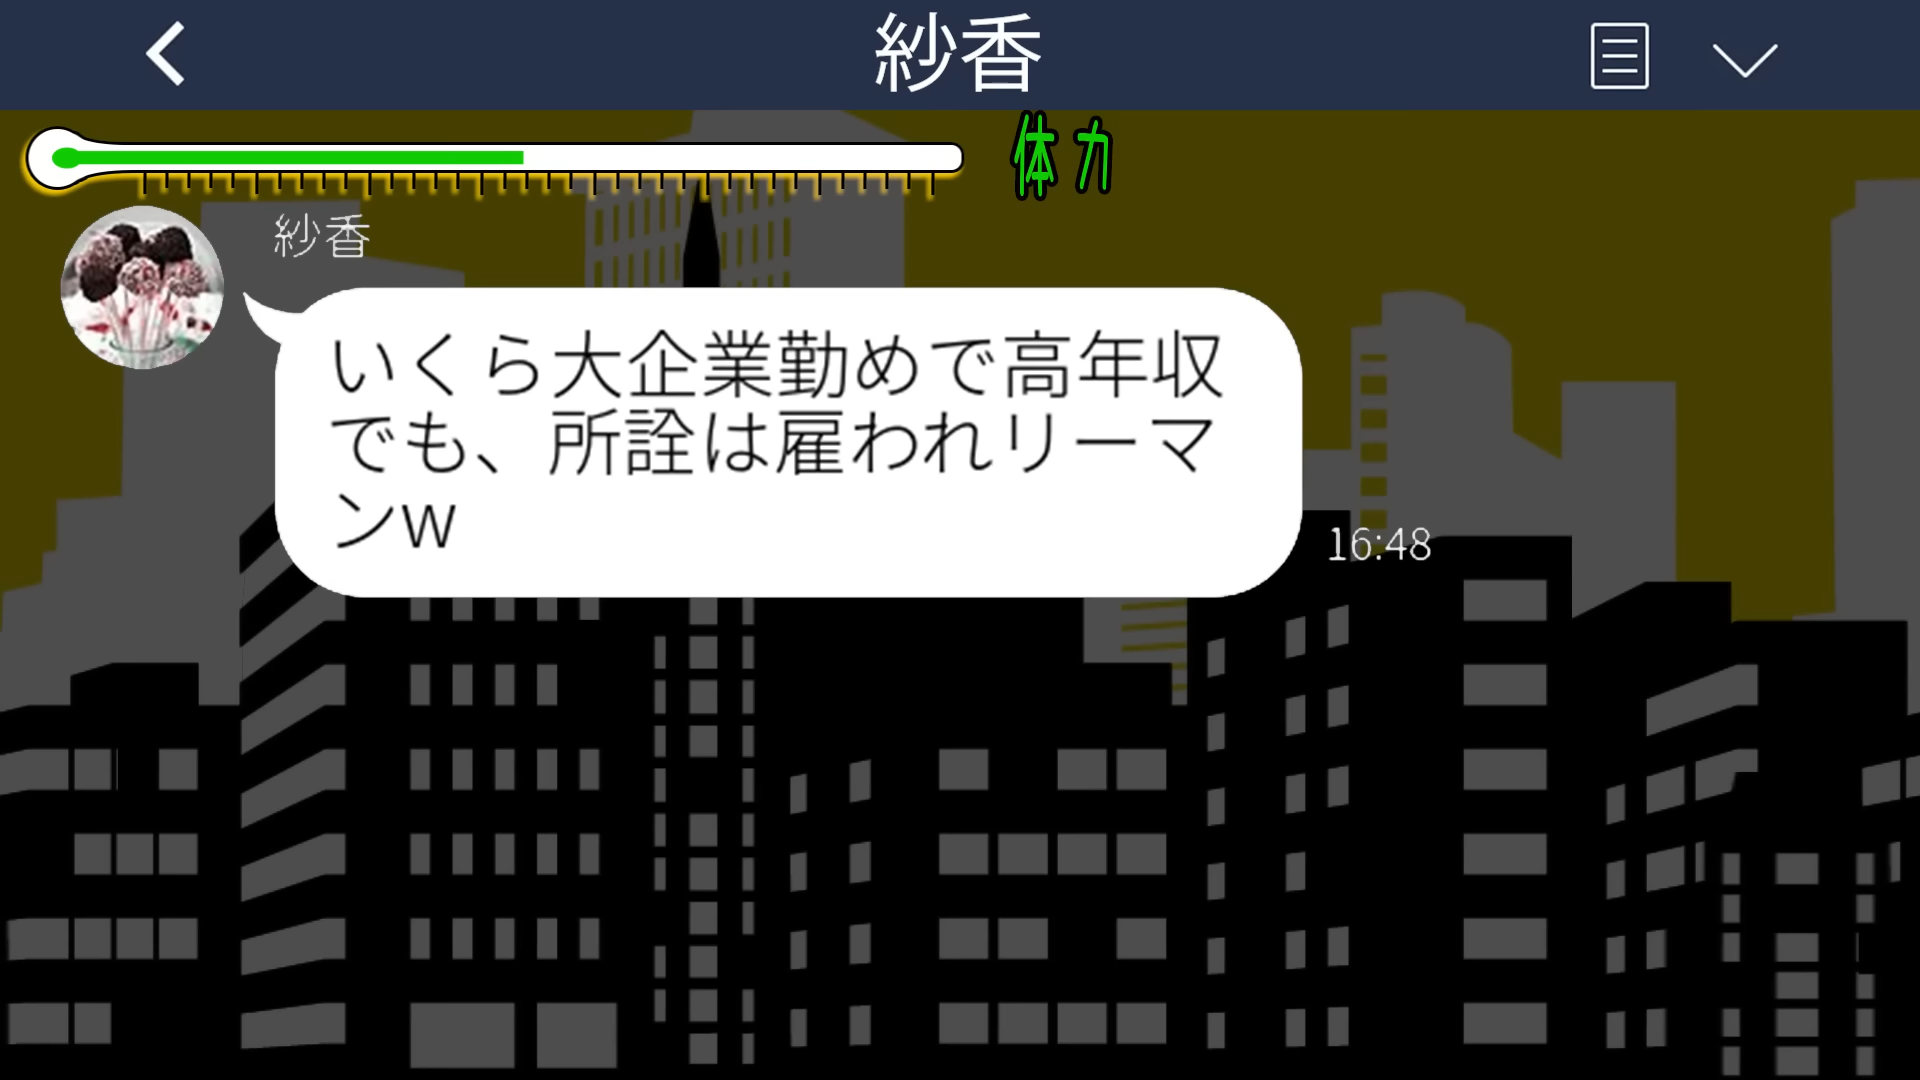 紗香
体力
紗香
いくら大企業勤めで高年収
でも、所詮は雇われリーマ
ンw
16:48